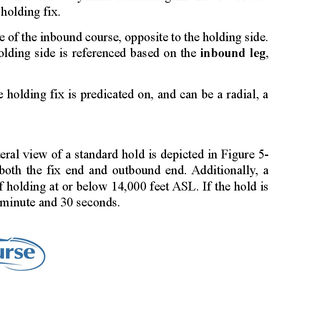 holding fix.
e of the inbound course, opposite to the holding side.
olding side is referenced based on the inbound leg,
e holding fix is predicated on, and can be a radial, a
eral view of a standard hold is depicted in Figure 5-
both the fix end and outbound end. Additionally, a
f holding at or below 14,000 feet ASL. If the hold is
minute and 30 seconds.
urse